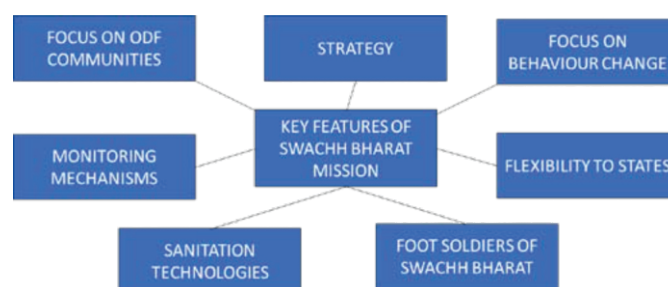 FOCUS ON ODF
COMMUNITIES
STRATEGY
FOCUS ON
BEHAVIOUR CHANGE
KEY FEATURES OF
SWACHH BHARAT
MISSION
MONITORING
MECHANISMS
FLEXIBILITY TO STATES
SANITATION
TECHNOLOGIES
FOOT SOLDIERS OF
SWACHH BHARAT